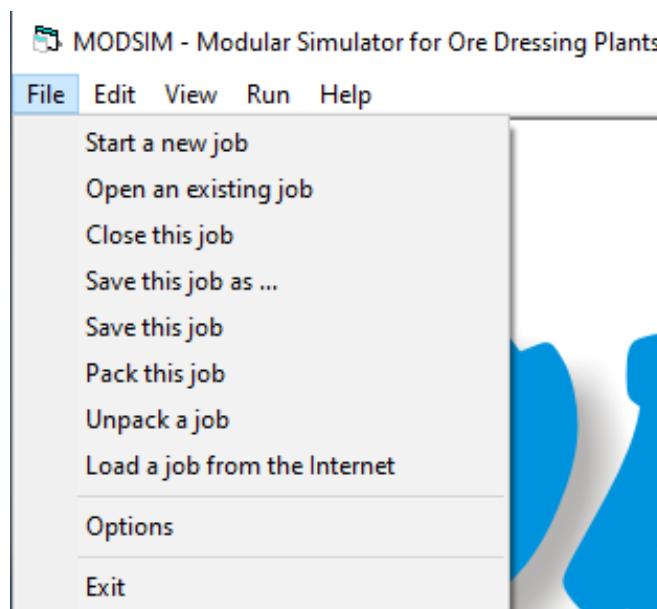 MODSIM - Modular Simulator for Ore Dressing Plants
File Edit View Run Help
Start a new job
Open an existing job
Close this job
Save this job as ...
Save this job
Pack this job
Unpack a job
Load a job from the Internet
Options
Exit